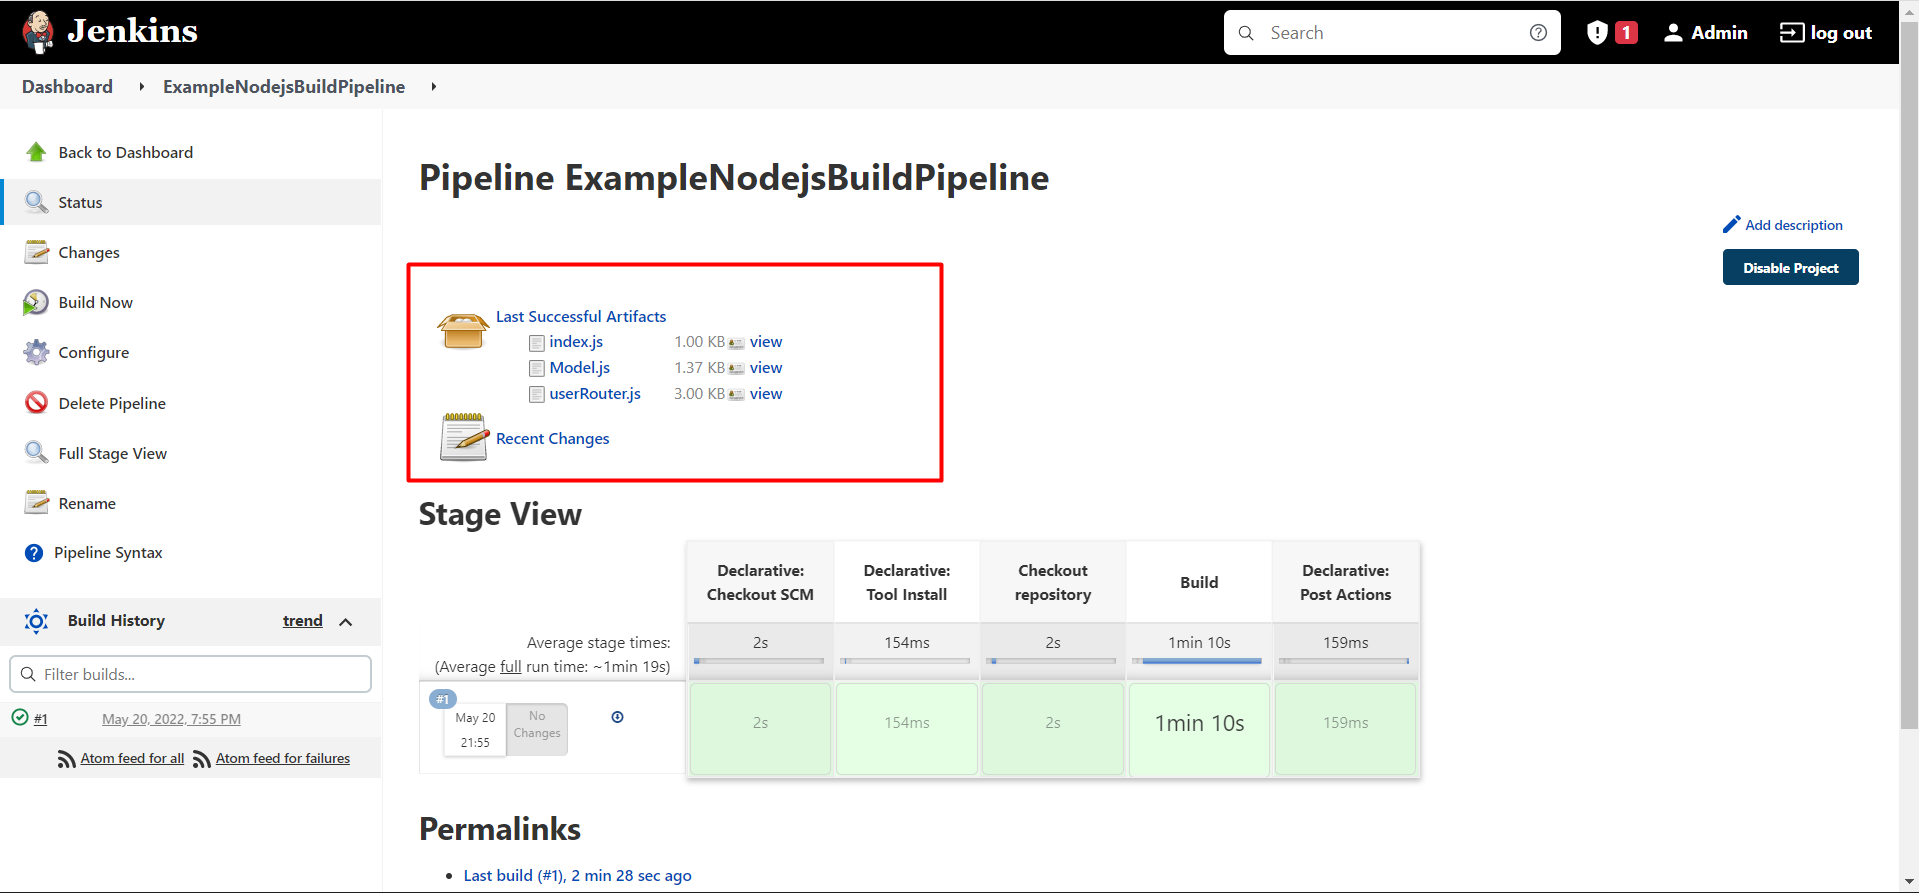 Jenkins
Search
1
Admin
log out
Dashboard
ExampleNodejsBuildPipeline
Back to Dashboard
Status
Changes
Build Now
Configure
Delete Pipeline
Full Stage View
Rename
Pipeline Syntax
Build History
trend
Filter builds...
#1
May 20, 2022, 7:55 PM
Atom feed for all
Atom feed for failures
Pipeline ExampleNodejsBuildPipeline
Add description
Disable Project
Last Successful Artifacts
index.js 1.00 KB view
Model.js 1.37 KB view
userRouter.js 3.00 KB view
Recent Changes
Stage View
Declarative: Checkout SCM
Declarative: Tool Install
Checkout repository
Build
Declarative: Post Actions
Average stage times:
(Average full run time: ~1min 19s)
2s 154ms 2s 1min 10s 159ms
#1
May 20
21:55
No Changes
2s 154ms 2s 1min 10s 159ms
Permalinks
Last build (#1), 2 min 28 sec ago